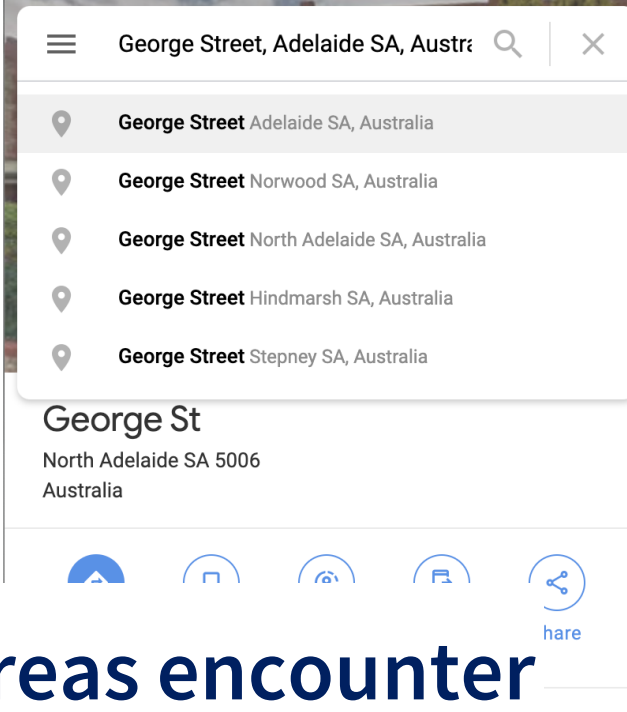 George Street, Adelaide SA, Austra
George Street Adelaide SA, Australia
George Street Norwood SA, Australia
George Street North Adelaide SA, Australia
George Street Hindmarsh SA, Australia
George Street Stepney SA, Australia
George St
North Adelaide SA 5006
Australia
hare
reas encounter